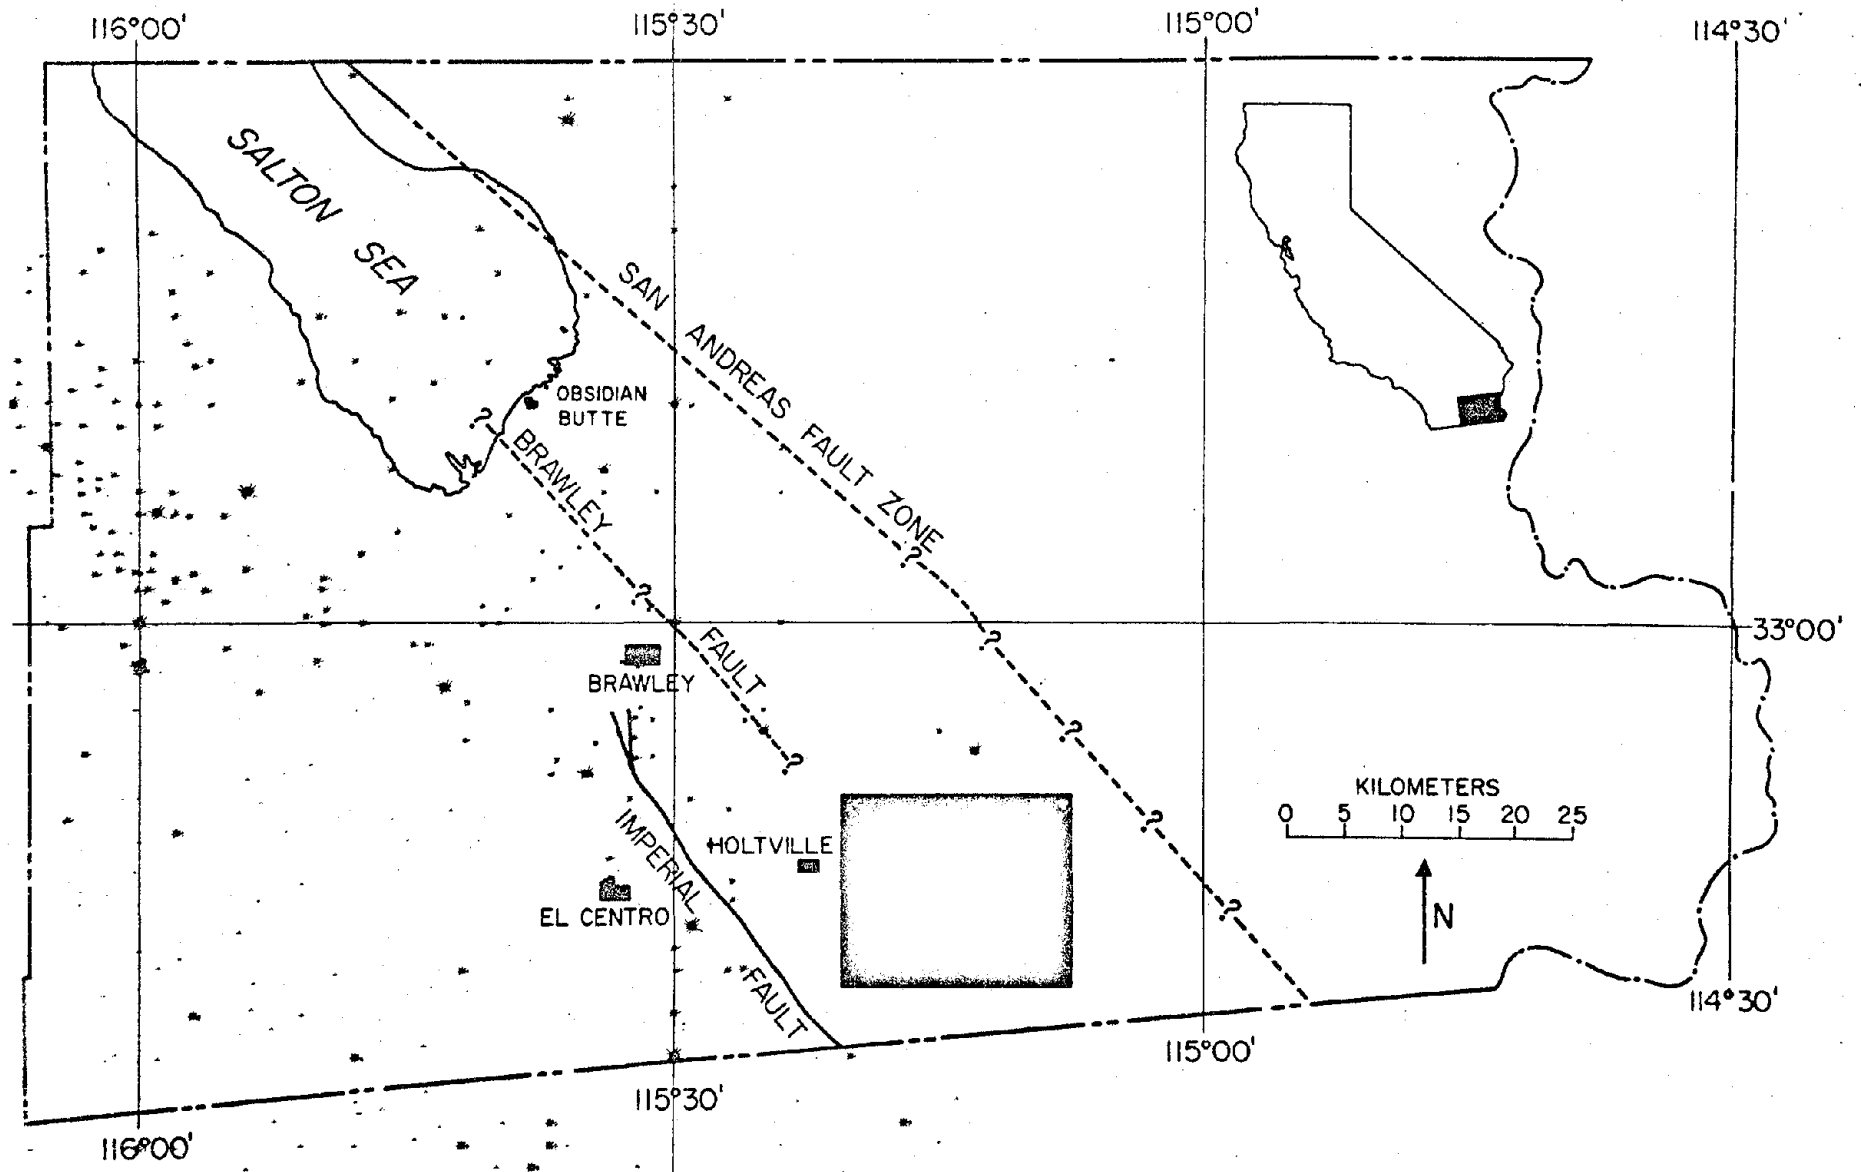 116°00'
115°30'
115°00'
114°30'
SALTON
SEA
SAN ANDREAS FAULT ZONE
OBSIDIAN
BUTTE
?
BRAWLEY
?
?
33°00'
FAULT
?
BRAWLEY
?
?
KILOMETERS
0 5 10 15 20 25
?
IMPERIAL
HOLTVILLE
EL CENTRO
?
N
FAULT
114°30'
115°00'
115°30'
116°00'